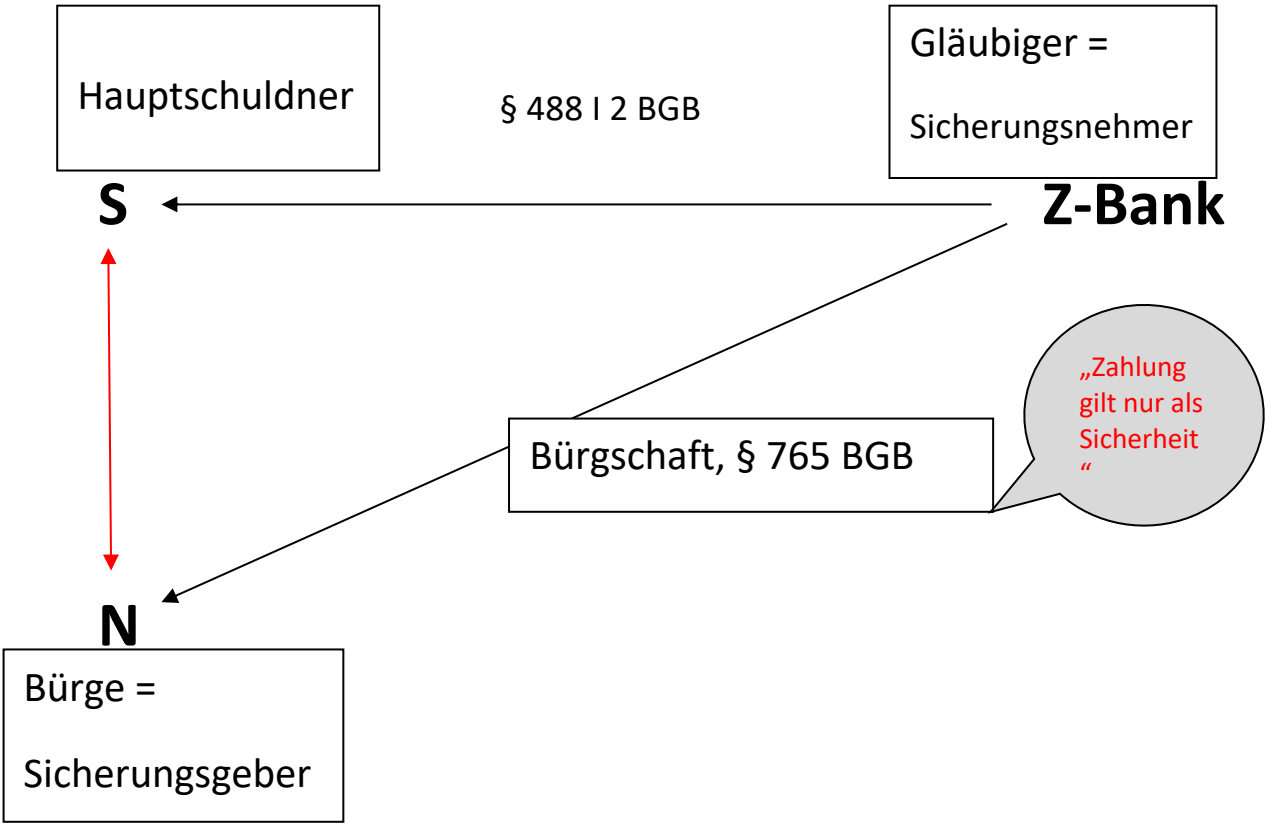 Hauptschuldner
§ 488 I 2 BGB
Gläubiger =
Sicherungsnehmer
S
Z-Bank
„Zahlung
gilt nur als
Sicherheit
“
Bürgschaft, § 765 BGB
N
Bürge =
Sicherungsgeber